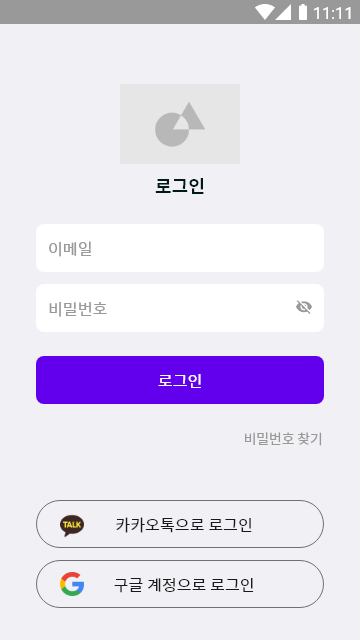 11:11
로그인
이메일
비밀번호
로그인
비밀번호 찾기
TALK
카카오톡으로 로그인
구글 계정으로 로그인